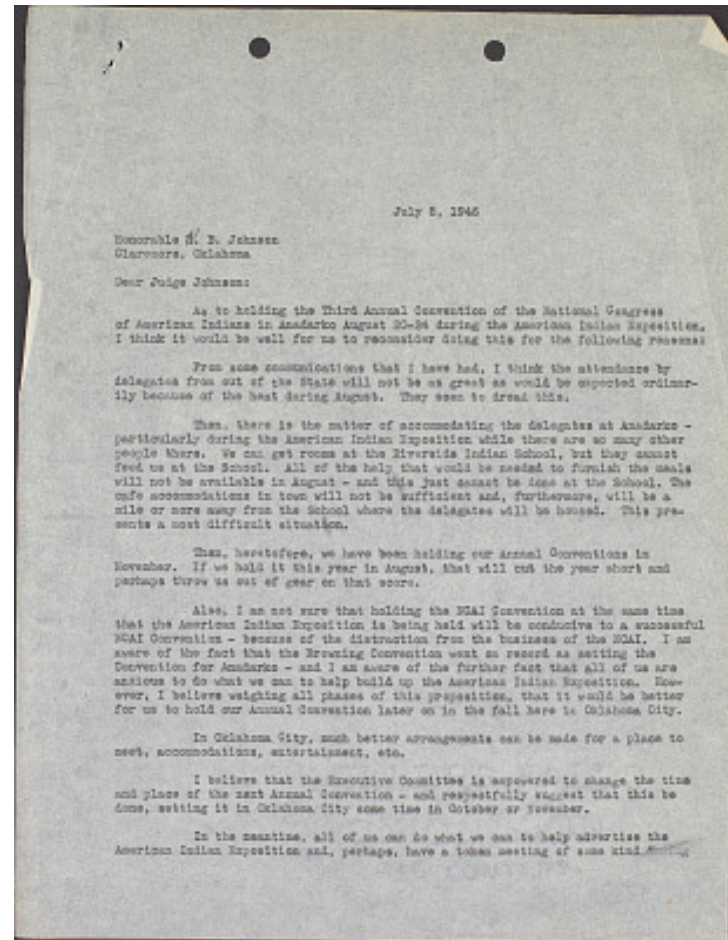 July 8, 1946
Honorable N. B. Johnson
Claremore, Oklahoma
Dear Judge Johnson:
As to holding the Third Annual Convention of the National Congress
of American Indians in Anadarko August 20-24 during the American Indian Exposition,
I think it would be well for us to reconsider doing this for the following reasons:
From some communications that I have had, I think the attendance by
delegates from out of the State will not be as great as would be expected ordinar-
ily because of the heat during August. They seem to dread this.
Then, there is the matter of accommodating the delegates at Anadarko -
particularly during the American Indian Exposition while there are so many other
people there. We can get rooms at the Riverside Indian School, but they cannot
feed us at the School. All of the help that would be needed to furnish the meals
will not be available in August - and this just cannot be done at the School. The
cafe accommodations in town will not be sufficient and, furthermore, will be a
mile or more away from the School where the delegates will be housed. This pre-
sents a most difficult situation.
Then, heretofore, we have been holding our Annual Conventions in
November. If we hold it this year in August, that will cut the year short and
perhaps throw us out of gear on that score.
Also, I am not sure that holding the NCAI Convention at the same time
that the American Indian Exposition is being held will be conducive to a successful
NCAI Convention - because of the distraction from the business of the NCAI. I am
aware of the fact that the Browning Convention went on record as setting the
Convention for Anadarko - and I am aware of the further fact that all of us are
anxious to do what we can to help build up the American Indian Exposition. How-
ever, I believe weighing all phases of this proposition, that it would be better
for us to hold our Annual Convention later on in the fall here in Oklahoma City.
In Oklahoma City, much better arrangements can be made for a place to
meet, accommodations, entertainment, etc.
I believe that the Executive Committee is empowered to change the time
and place of the next Annual Convention - and respectfully suggest that this be
done, setting it in Oklahoma City some time in October or November.
In the meantime, all of us can do what we can to help advertise the
American Indian Exposition and, perhaps, have a token meeting of some kind during